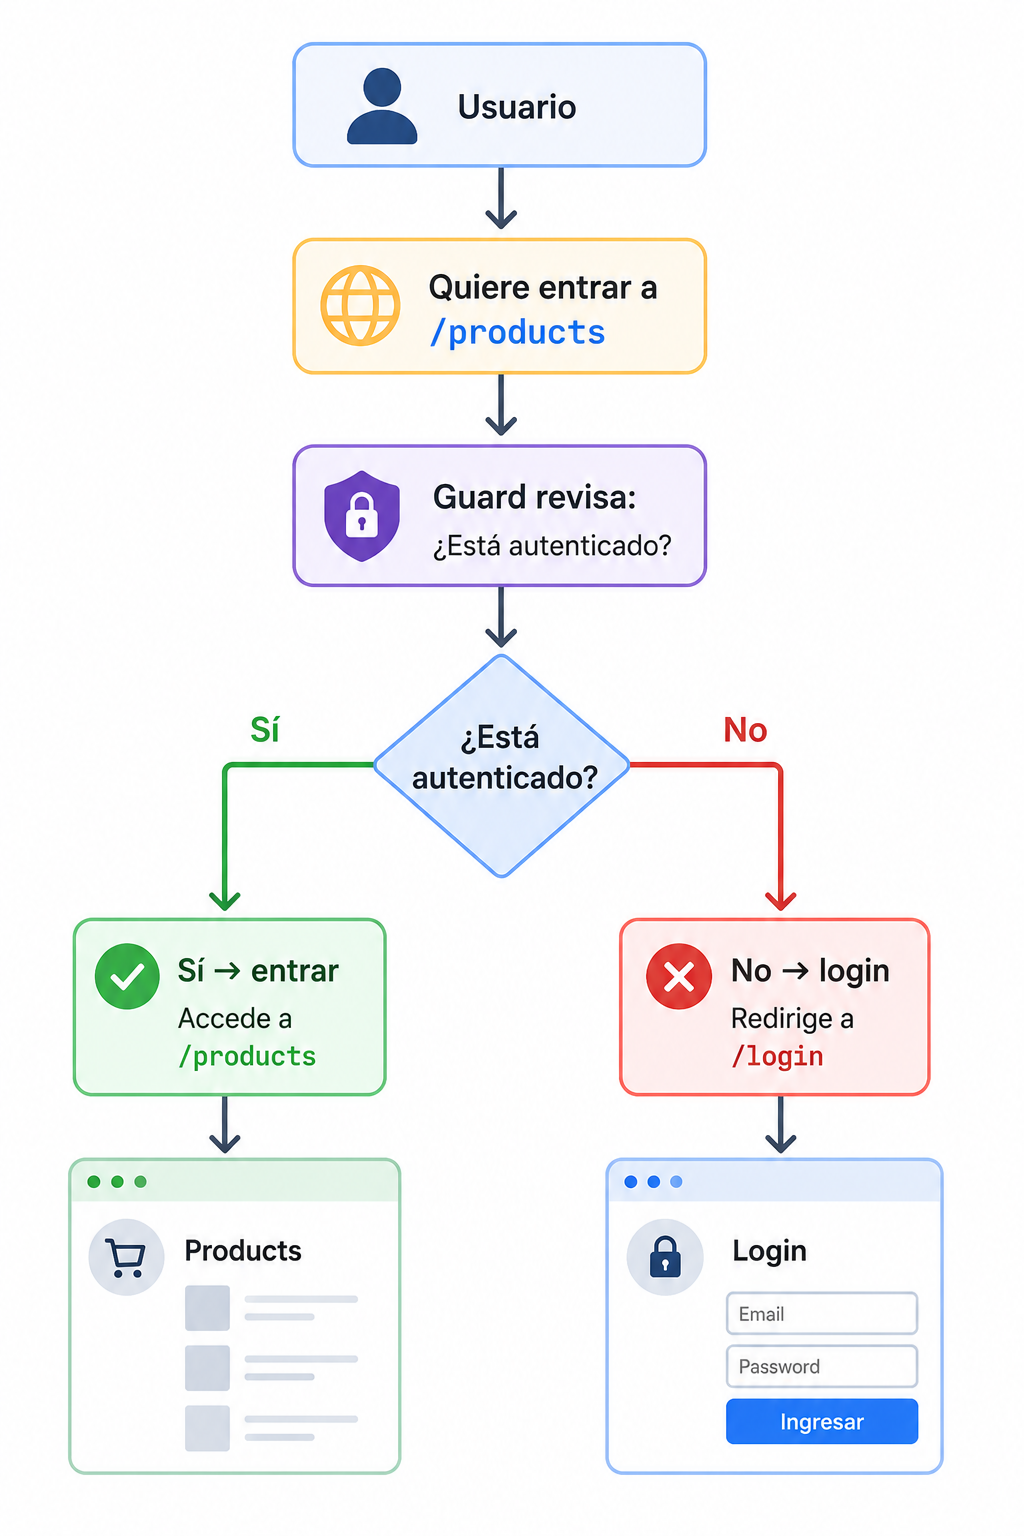 Usuario
Quiere entrar a
/products
Guard revisa:
¿Está autenticado?
¿Está
autenticado?
Sí
No
Sí → entrar
Accede a
/products
No → login
Redirige a
/login
Products
Login
Email
Password
Ingresar